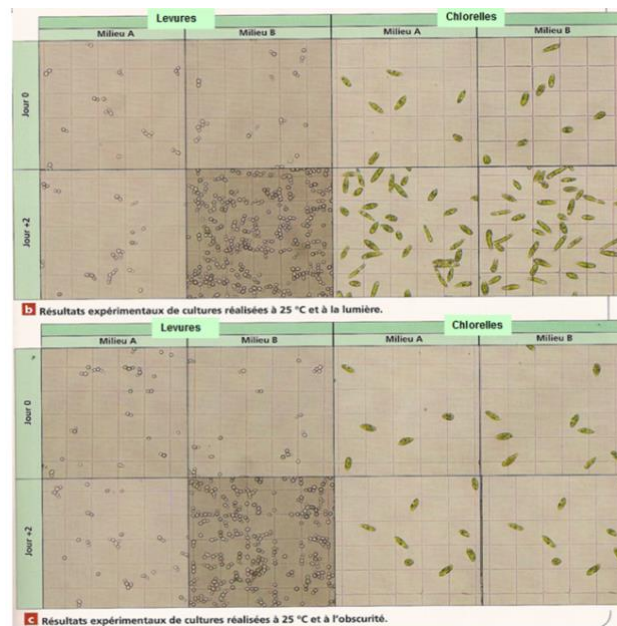 Levures Chlorelles
Milieu A Milieu B Milieu A Milieu B
Jour 0
Jour +2
b Résultats expérimentaux de cultures réalisées à 25 °C et à la lumière.
Levures Chlorelles
Milieu A Milieu B Milieu A Milieu B
Jour 0
Jour +2
c Résultats expérimentaux de cultures réalisées à 25 °C et à l'obscurité.